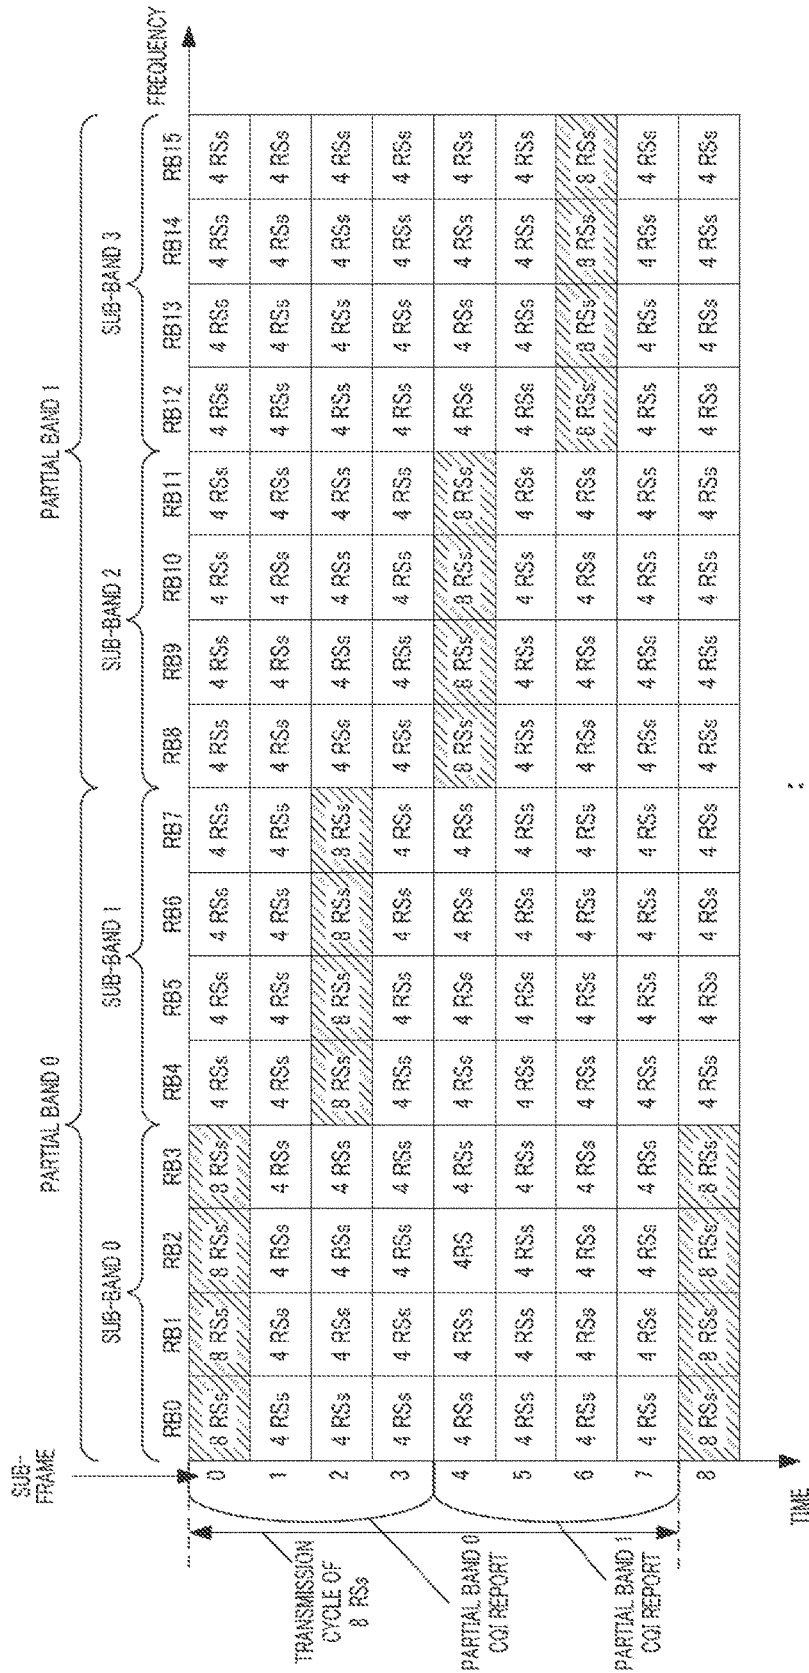 PARTIAL BAND 0 PARTIAL BAND 1
SUB-BAND 0 SUB-BAND 1 SUB-BAND 2 SUB-BAND 3
SUB-
FRAME
RB0 RB1 RB2 RB3 RB4 RB5 RB6 RB7 RB8 RB9 RB10 RB11 RB12 RB13 RB14 RB15 FREQUENCY
0 8 RSs 8 RSs 8 RSs 8 RSs 4 RSs 4 RSs 4 RSs 4 RSs 4 RSs 4 RSs 4 RSs 4 RSs 4 RSs 4 RSs 4 RSs 4 RSs
1 4 RSs 4 RSs 4 RSs 4 RSs 4 RSs 4 RSs 4 RSs 4 RSs 4 RSs 4 RSs 4 RSs 4 RSs 4 RSs 4 RSs 4 RSs 4 RSs
2 4 RSs 4 RSs 4 RSs 4 RSs 8 RSs 8 RSs 8 RSs 8 RSs 4 RSs 4 RSs 4 RSs 4 RSs 4 RSs 4 RSs 4 RSs 4 RSs
3 4 RSs 4 RSs 4 RSs 4 RSs 4 RSs 4 RSs 4 RSs 4 RSs 4 RSs 4 RSs 4 RSs 4 RSs 4 RSs 4 RSs 4 RSs 4 RSs
4 4 RSs 4 RSs 4RS 4 RSs 4 RSs 4 RSs 4 RSs 4 RSs 8 RSs 8 RSs 8 RSs 8 RSs 4 RSs 4 RSs 4 RSs 4 RSs
5 4 RSs 4 RSs 4 RSs 4 RSs 4 RSs 4 RSs 4 RSs 4 RSs 4 RSs 4 RSs 4 RSs 4 RSs 4 RSs 4 RSs 4 RSs 4 RSs
6 4 RSs 4 RSs 4 RSs 4 RSs 4 RSs 4 RSs 4 RSs 4 RSs 4 RSs 4 RSs 4 RSs 4 RSs 8 RSs 8 RSs 8 RSs 8 RSs
7 4 RSs 4 RSs 4 RSs 4 RSs 4 RSs 4 RSs 4 RSs 4 RSs 4 RSs 4 RSs 4 RSs 4 RSs 4 RSs 4 RSs 4 RSs 4 RSs
8 8 RSs 8 RSs 8 RSs 8 RSs 4 RSs 4 RSs 4 RSs 4 RSs 4 RSs 4 RSs 4 RSs 4 RSs 4 RSs 4 RSs 4 RSs 4 RSs
TRANSMISSION
CYCLE OF
8 RSs
PARTIAL BAND 0
CQI REPORT
PARTIAL BAND 1
CQI REPORT
TIME